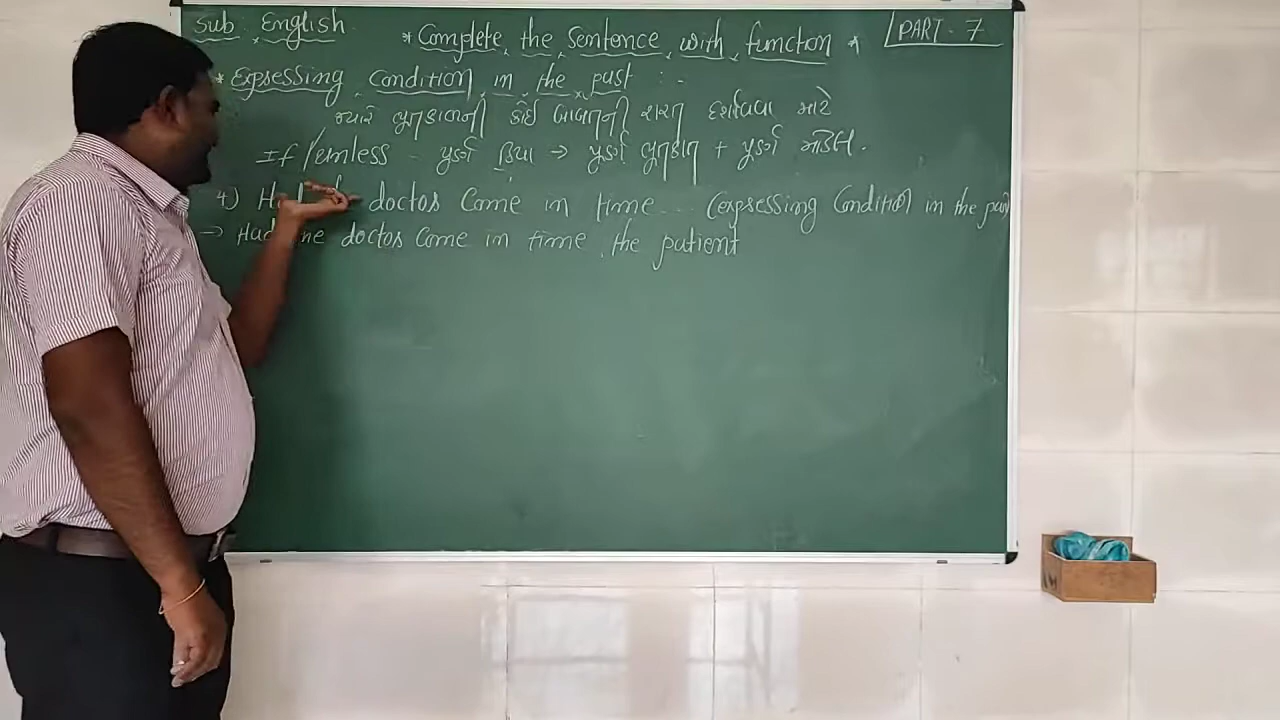 Sub : English
* Complete the Sentence with function *
PART - 7
* Expressing Condition in the past : -
જ્યારે ભૂતકાળની કોઈ બાબતની શરત દર્શાવવા માટે
If / unless - પૂર્ણ ક્રિયા → પૂર્ણ ભૂતકાળ + પૂર્ણ મોડલ.
4) doctor Come in time ... (expressing Condition in the past
→ Had the doctor Come in time, the patient